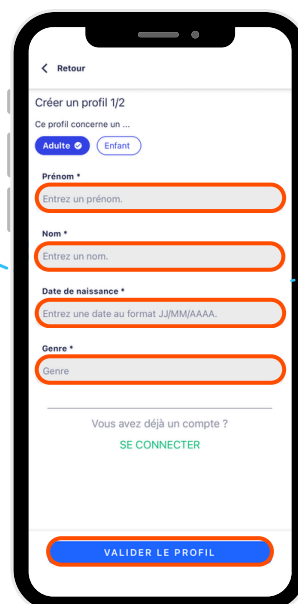 Retour
Créer un profil 1/2
Ce profil concerne un ...
Adulte Enfant
Prénom *
Entrez un prénom.
Nom *
Entrez un nom.
Date de naissance *
Entrez une date au format JJ/MM/AAAA.
Genre *
Genre
Vous avez déjà un compte ?
SE CONNECTER
VALIDER LE PROFIL